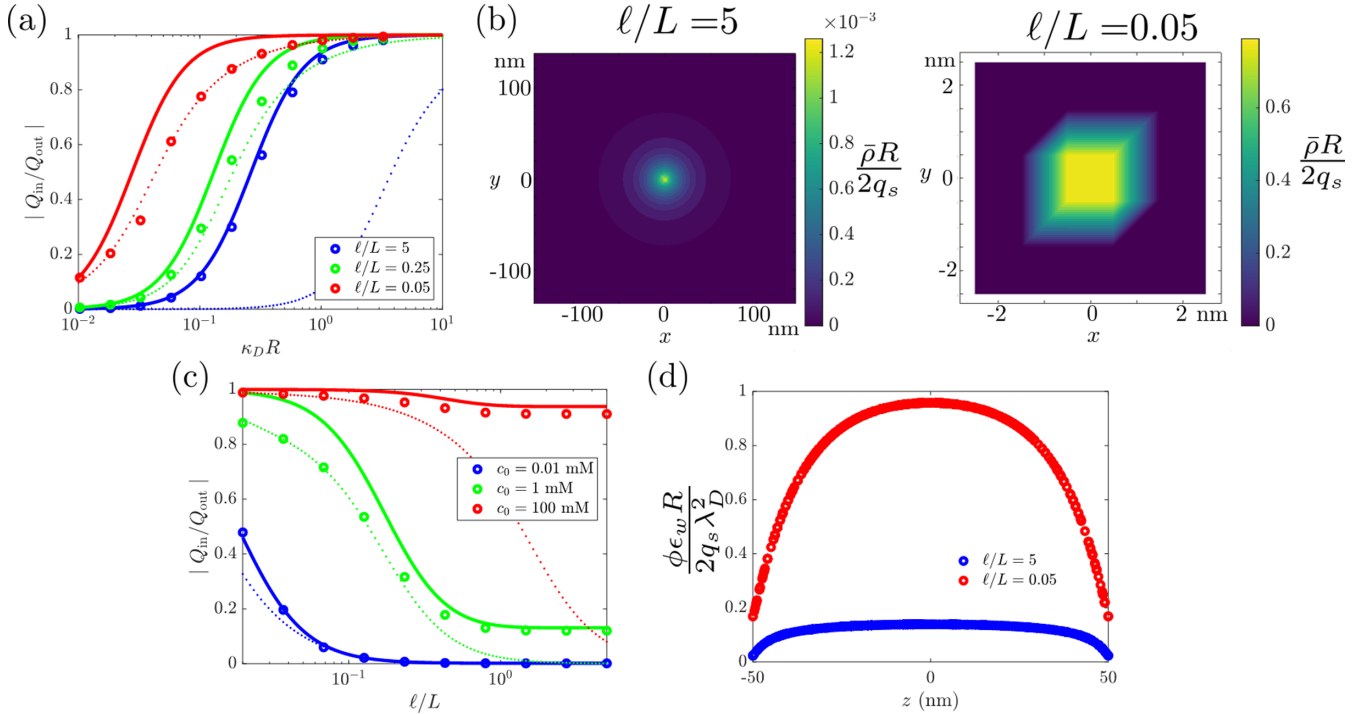 (a)
1
0.8
0.6
0.4
0.2
0
| Q_in/Q_out |
10^-2
10^-1
10^0
10^1
κ_D R
ℓ/L = 5
ℓ/L = 0.25
ℓ/L = 0.05
(b)
ℓ/L =5
×10^-3
nm
100
y
0
-100
-100
0
100
nm
x
1.2
1
0.8
0.6
0.4
0.2
0
ρ̄R
2q_s
ℓ/L =0.05
nm
2
y
0
-2
-2
0
2 nm
x
0.6
0.4
0.2
0
ρ̄R
2q_s
(c)
1
0.8
0.6
0.4
0.2
0
| Q_in/Q_out |
10^-1
10^0
ℓ/L
c_0 = 0.01 mM
c_0 = 1 mM
c_0 = 100 mM
(d)
1
0.8
0.6
0.4
0.2
0
ϕϵ_w R
2q_s λ_D^2
-50
0
50
z (nm)
ℓ/L = 5
ℓ/L = 0.05